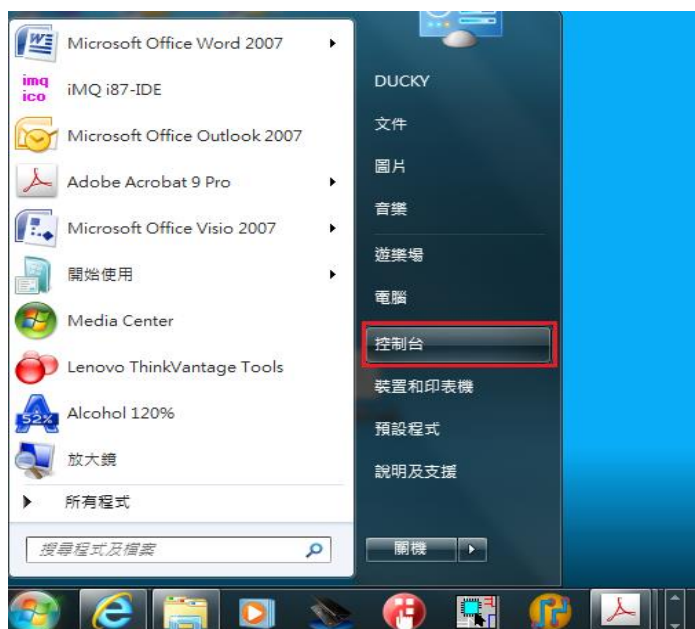 Microsoft Office Word 2007
imq
ico
iMQ i87-IDE
Microsoft Office Outlook 2007
Adobe Acrobat 9 Pro
Microsoft Office Visio 2007
開始使用
Media Center
Lenovo ThinkVantage Tools
52%
Alcohol 120%
放大鏡
所有程式
搜尋程式及檔案
DUCKY
文件
圖片
音樂
遊樂場
電腦
控制台
裝置和印表機
預設程式
說明及支援
關機